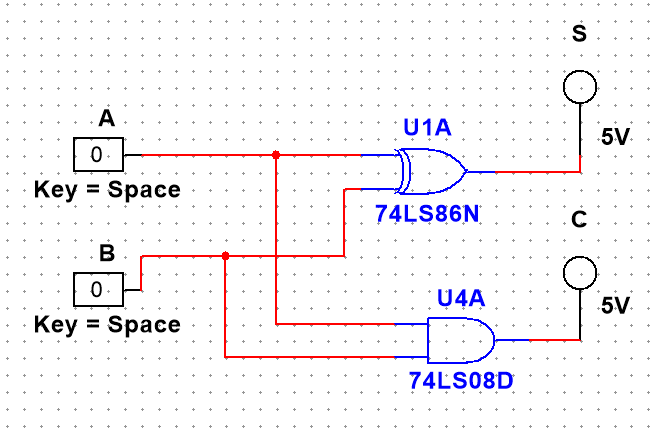 S
A
U1A
5V
0
Key = Space
74LS86N
C
B
0
U4A
5V
Key = Space
74LS08D